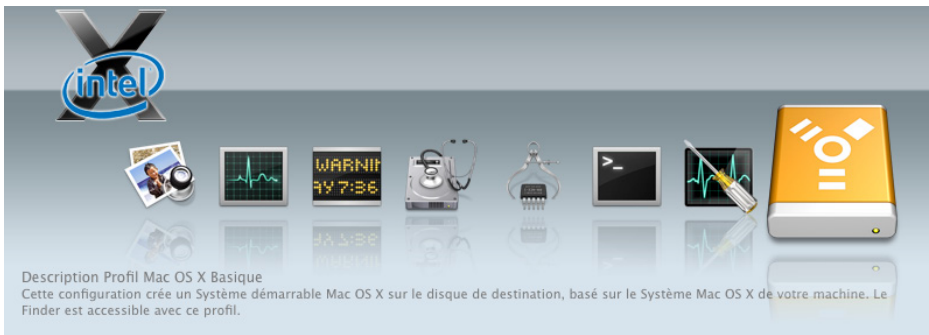 X
intel
WARNIN
AY 7:36
>_
Description Profil Mac OS X Basique
Cette configuration crée un Système démarrable Mac OS X sur le disque de destination, basé sur le Système Mac OS X de votre machine. Le
Finder est accessible avec ce profil.